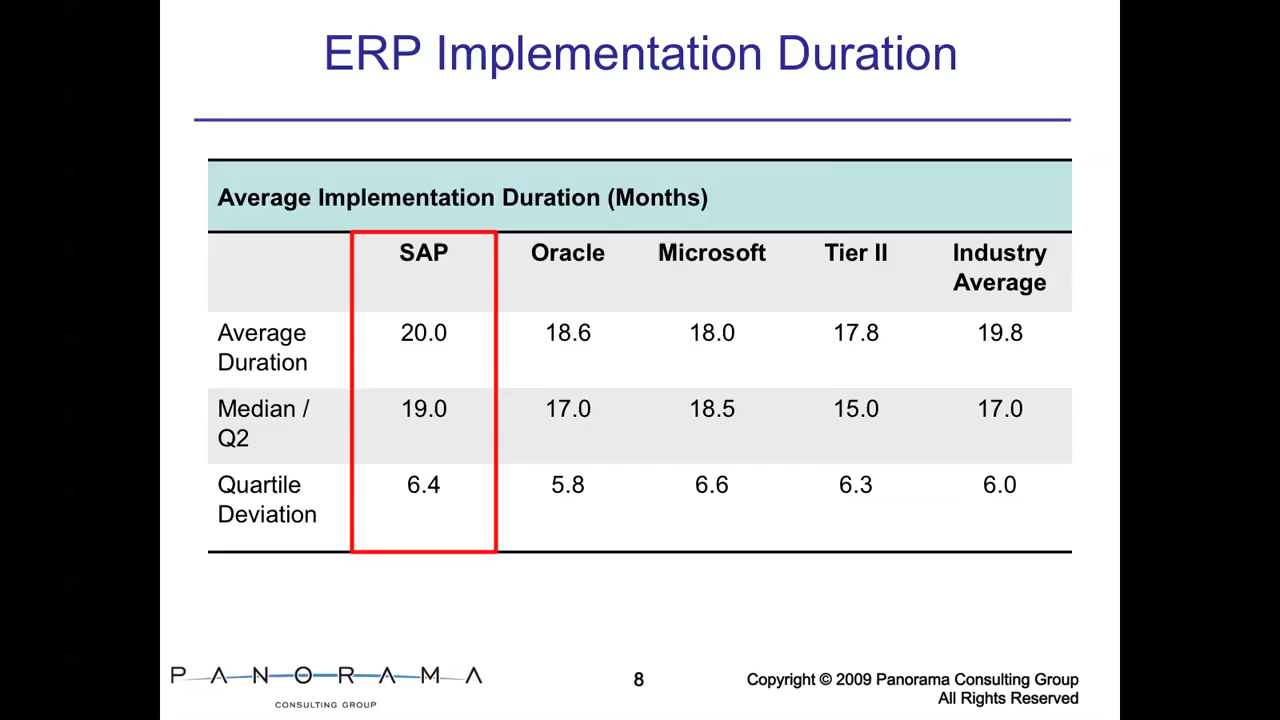 ERP Implementation Duration
Average Implementation Duration (Months)
SAP Oracle Microsoft Tier II Industry
Average
Average
Duration 20.0 18.6 18.0 17.8 19.8
Median /
Q2 19.0 17.0 18.5 15.0 17.0
Quartile
Deviation 6.4 5.8 6.6 6.3 6.0
PANORAMA
CONSULTING GROUP
8
Copyright © 2009 Panorama Consulting Group
All Rights Reserved